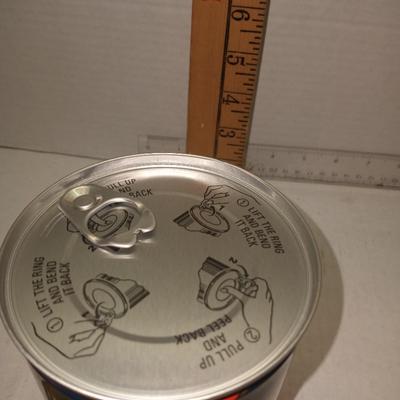 6
5
4
3
PULL UP
AND
BACK
① LIFT THE RING
AND BEND
IT BACK
① LIFT THE RING
AND BEND
IT BACK
2
② PULL UP
AND
PEEL BACK